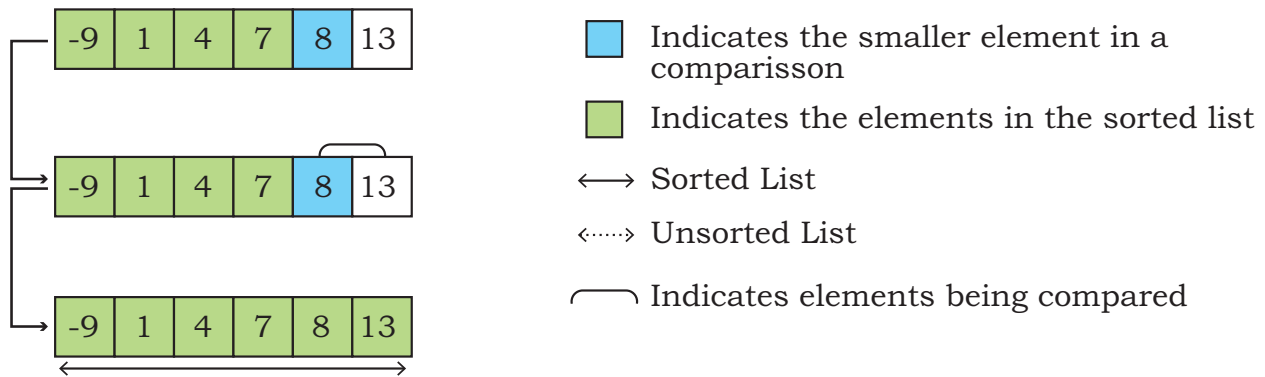 -9 1 4 7 8 13
-9 1 4 7 8 13
-9 1 4 7 8 13
Indicates the smaller element in a
comparisson
Indicates the elements in the sorted list
Sorted List
Unsorted List
Indicates elements being compared